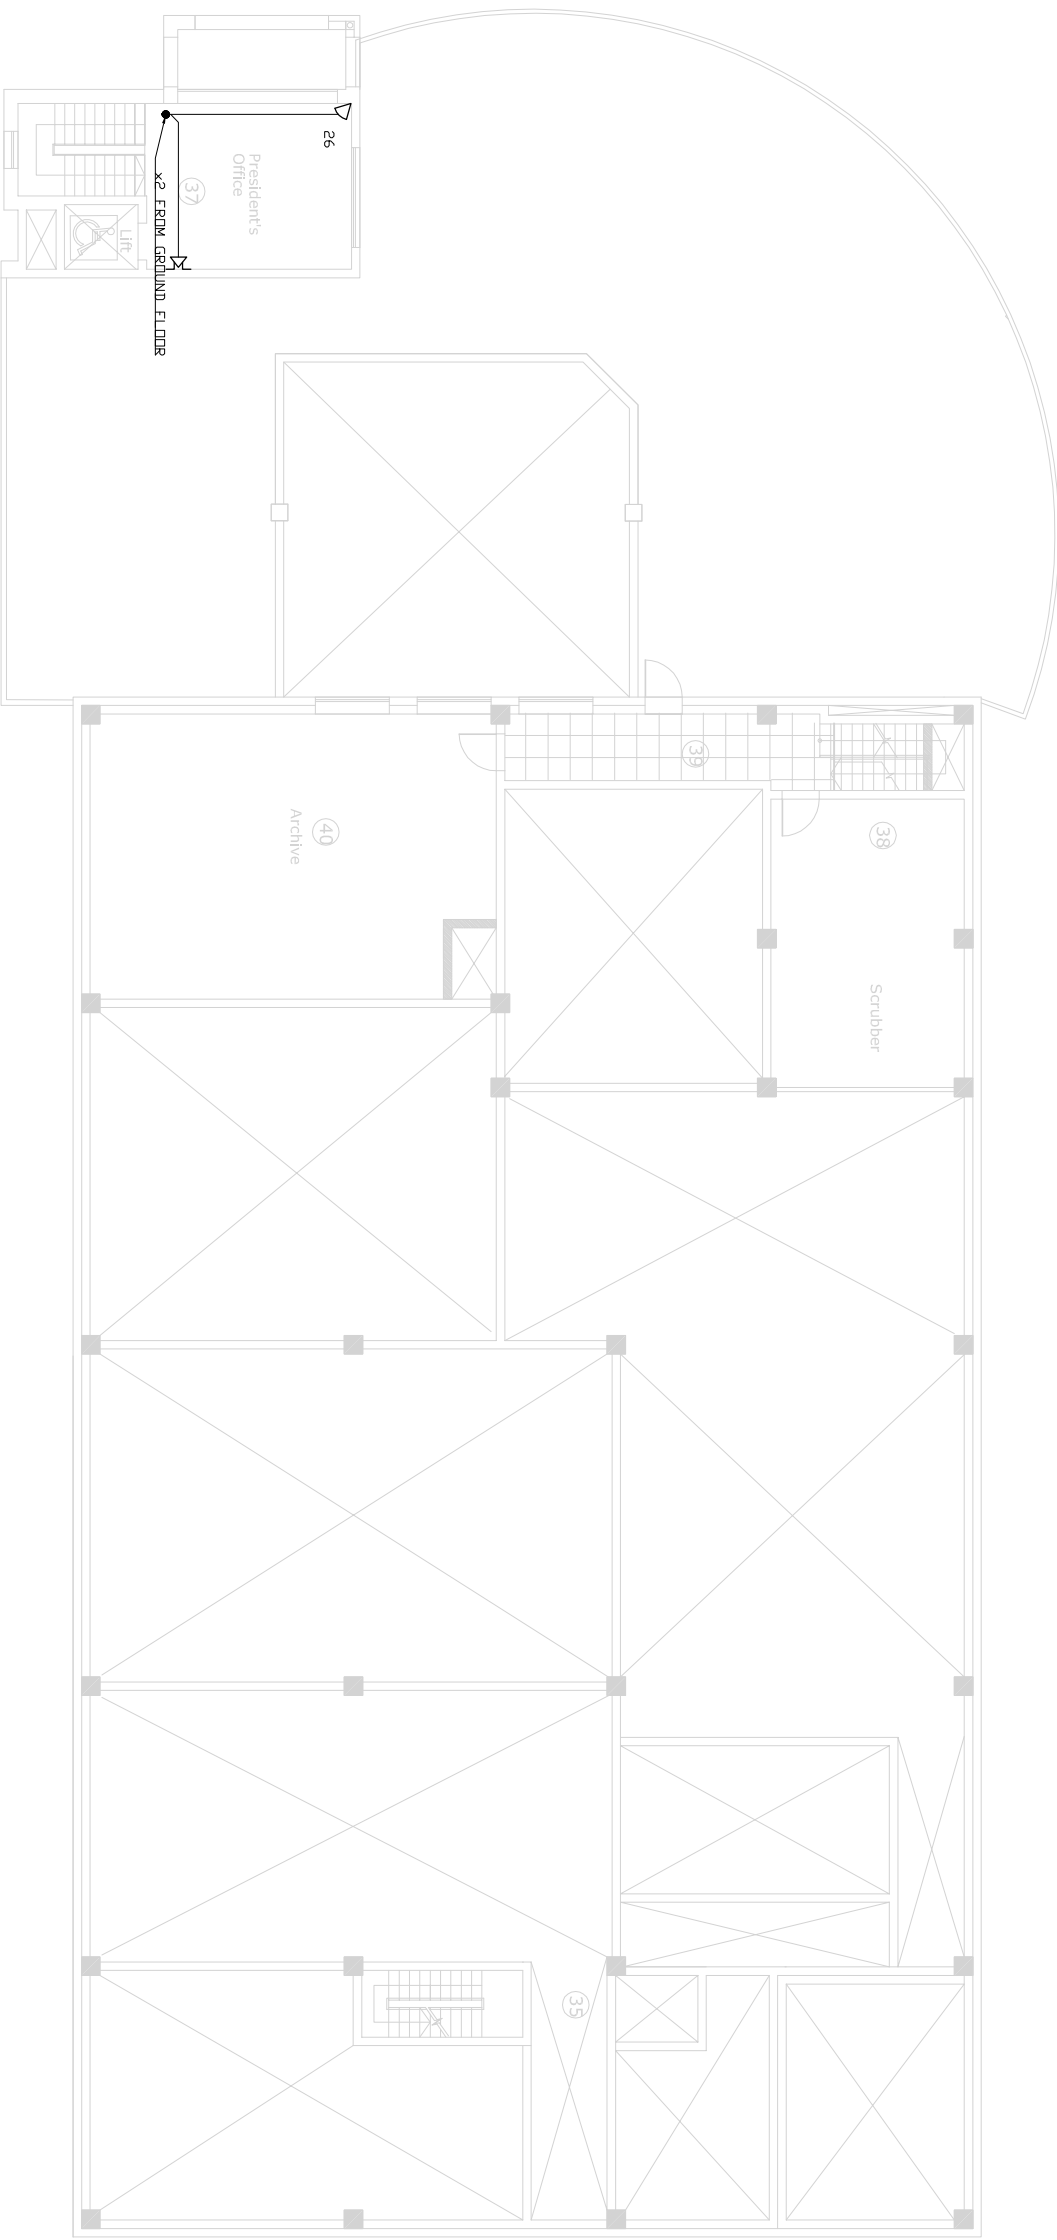 26
President's
Office
37
x2 FROM GROUND FLOOR
Lift
39
40
Archive
38
Scrubber
35